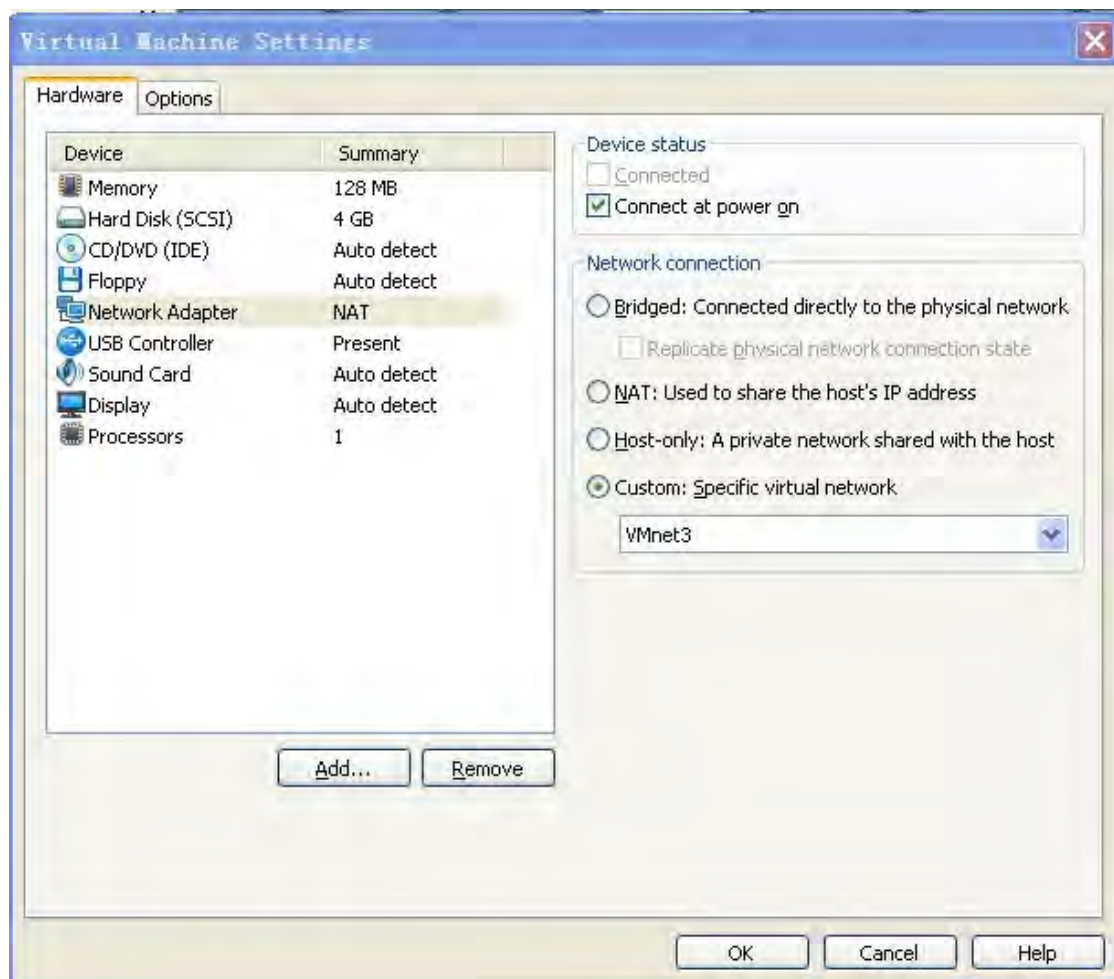 Virtual Machine Settings
Hardware Options
Device Summary
Memory 128 MB
Hard Disk (SCSI) 4 GB
CD/DVD (IDE) Auto detect
Floppy Auto detect
Network Adapter NAT
USB Controller Present
Sound Card Auto detect
Display Auto detect
Processors 1
Add... Remove
Device status
Connected
Connect at power on
Network connection
Bridged: Connected directly to the physical network
Replicate physical network connection state
NAT: Used to share the host's IP address
Host-only: A private network shared with the host
Custom: Specific virtual network
VMnet3
OK Cancel Help